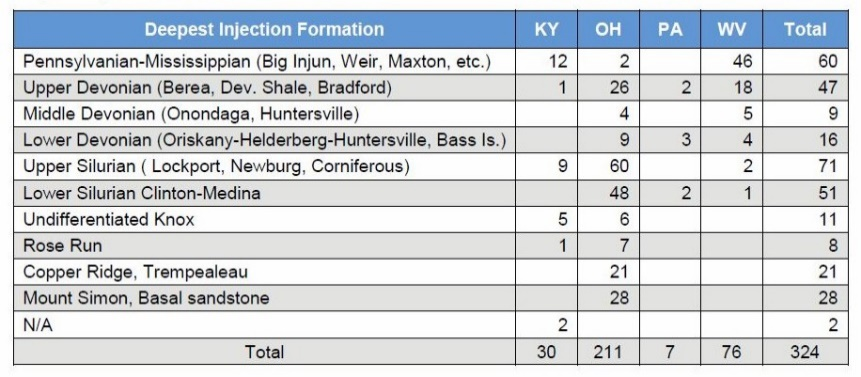 Deepest Injection Formation KY OH PA WV Total
Pennsylvanian-Mississippian (Big Injun, Weir, Maxton, etc.) 12 2 46 60
Upper Devonian (Berea, Dev. Shale, Bradford) 1 26 2 18 47
Middle Devonian (Onondaga, Huntersville) 4 5 9
Lower Devonian (Oriskany-Helderberg-Huntersville, Bass Is.) 9 3 4 16
Upper Silurian ( Lockport, Newburg, Corniferous) 9 60 2 71
Lower Silurian Clinton-Medina 48 2 1 51
Undifferentiated Knox 5 6 11
Rose Run 1 7 8
Copper Ridge, Trempealeau 21 21
Mount Simon, Basal sandstone 28 28
N/A 2 2
Total 30 211 7 76 324